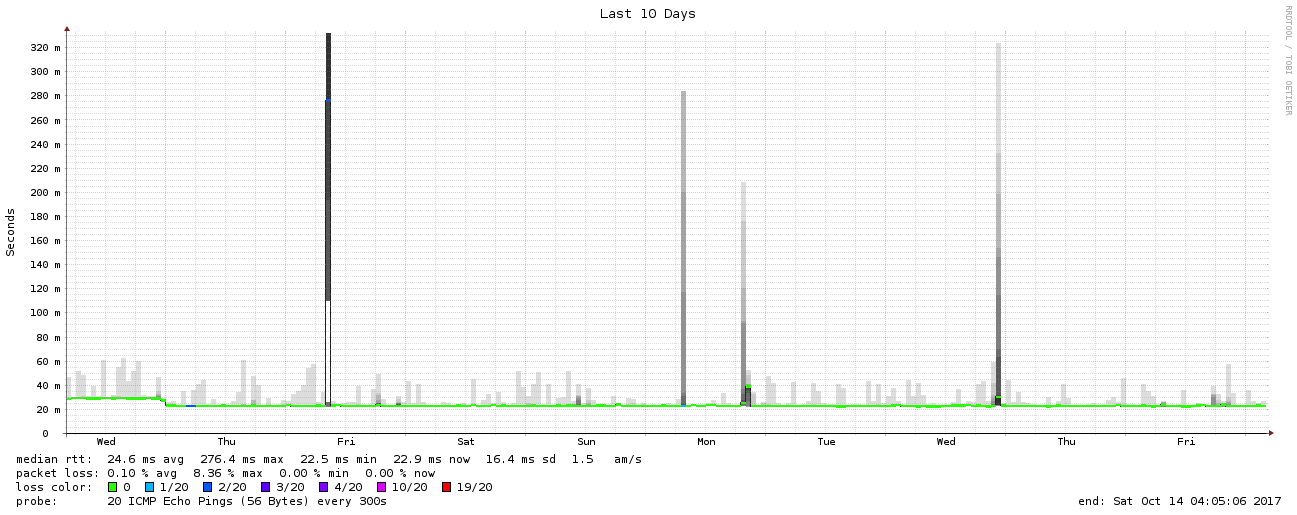 Last 10 Days
RRDTOOL / TOBI OETIKER
Seconds
320 m
300 m
280 m
260 m
240 m
220 m
200 m
180 m
160 m
140 m
120 m
100 m
80 m
60 m
40 m
20 m
0
Wed Thu Fri Sat Sun Mon Tue Wed Thu Fri
median rtt: 24.6 ms avg 276.4 ms max 22.5 ms min 22.9 ms now 16.4 ms sd 1.5 am/s
packet loss: 0.10 % avg 8.36 % max 0.00 % min 0.00 % now
loss color: 0 1/20 2/20 3/20 4/20 10/20 19/20
probe: 20 ICMP Echo Pings (56 Bytes) every 300s end: Sat Oct 14 04:05:06 2017